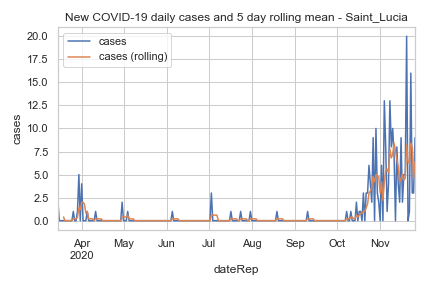 New COVID-19 daily cases and 5 day rolling mean - Saint_Lucia
cases
cases (rolling)
20.0
17.5
15.0
12.5
10.0
7.5
5.0
2.5
0.0
cases
Apr May Jun Jul Aug Sep Oct Nov
2020
dateRep